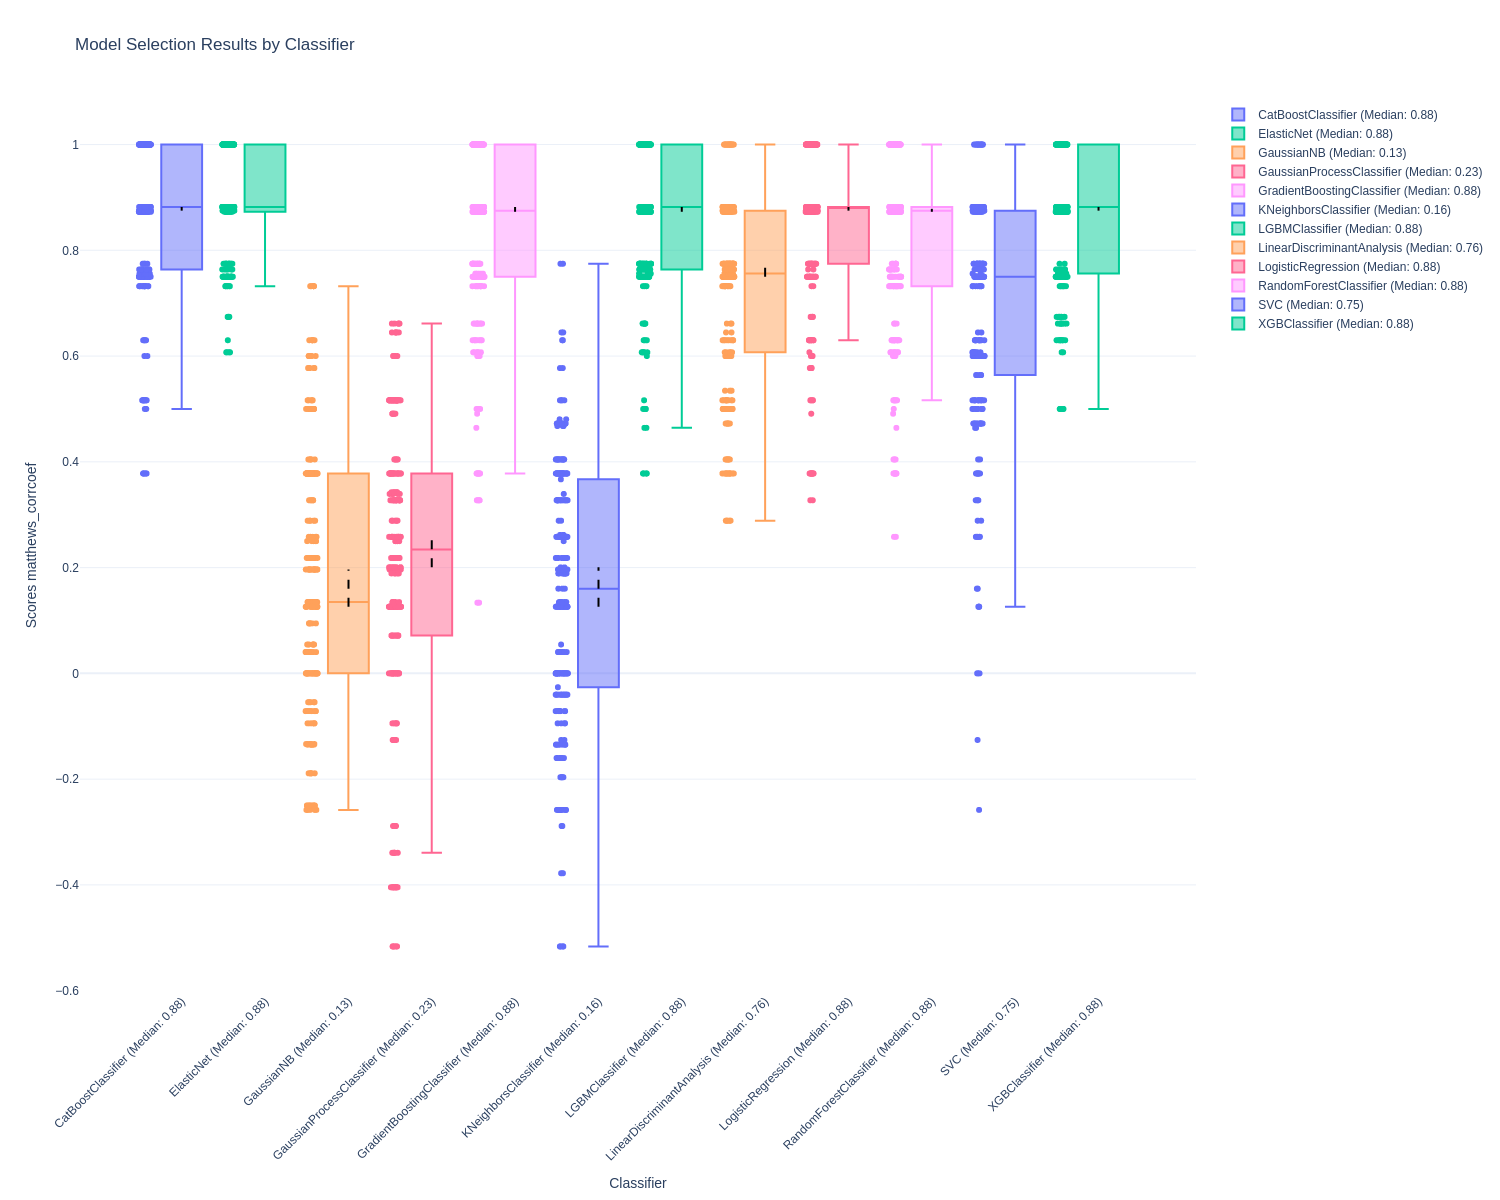 Model Selection Results by Classifier
CatBoostClassifier (Median: 0.88)
ElasticNet (Median: 0.88)
GaussianNB (Median: 0.13)
GaussianProcessClassifier (Median: 0.23)
GradientBoostingClassifier (Median: 0.88)
KNeighborsClassifier (Median: 0.16)
LGBMClassifier (Median: 0.88)
LinearDiscriminantAnalysis (Median: 0.76)
LogisticRegression (Median: 0.88)
RandomForestClassifier (Median: 0.88)
SVC (Median: 0.75)
XGBClassifier (Median: 0.88)
Scores matthews_corrcoef
1
0.8
0.6
0.4
0.2
0
−0.2
−0.4
−0.6
CatBoostClassifier (Median: 0.88)
ElasticNet (Median: 0.88)
GaussianNB (Median: 0.13)
GaussianProcessClassifier (Median: 0.23)
GradientBoostingClassifier (Median: 0.88)
KNeighborsClassifier (Median: 0.16)
LGBMClassifier (Median: 0.88)
LinearDiscriminantAnalysis (Median: 0.76)
LogisticRegression (Median: 0.88)
RandomForestClassifier (Median: 0.88)
SVC (Median: 0.75)
XGBClassifier (Median: 0.88)
Classifier